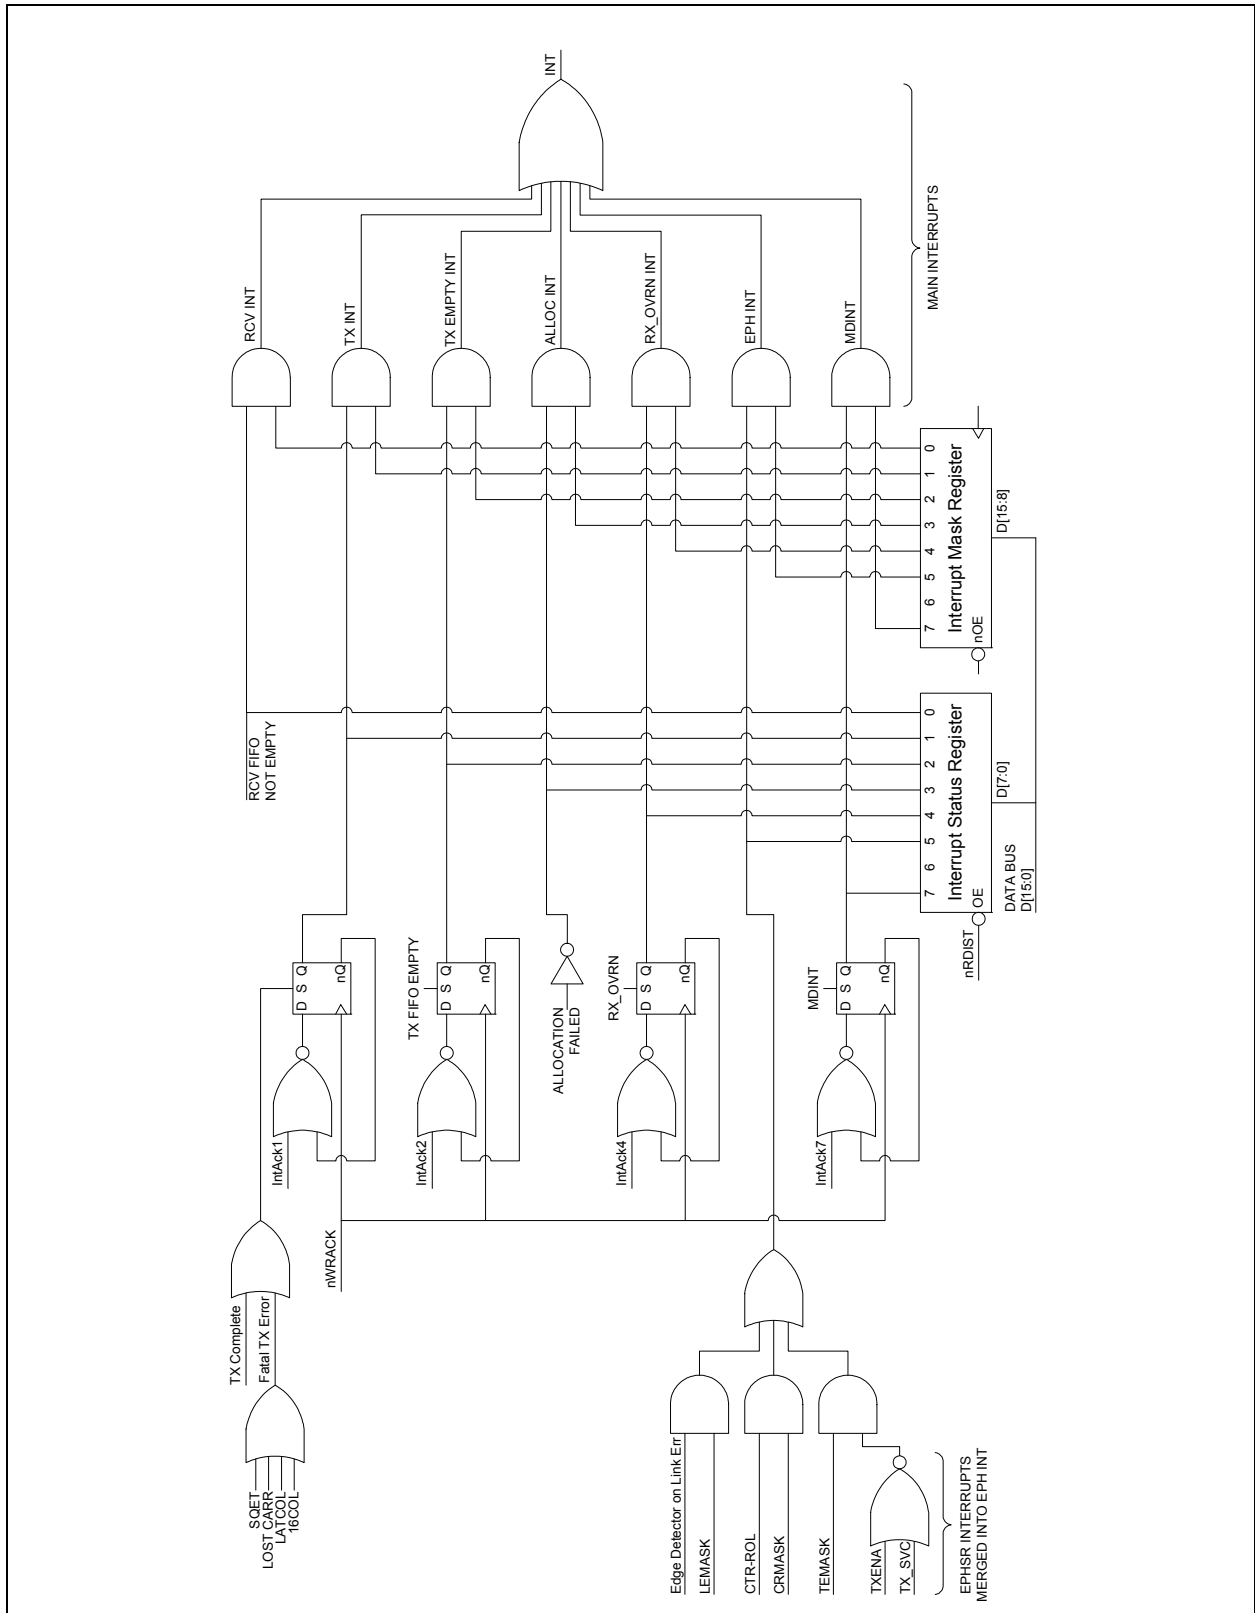 INT
RCV INT
TX INT
TX EMPTY INT
ALLOC INT
RX_OVRN INT
EPH INT
MDINT
MAIN INTERRUPTS
0
1
2
3
4
5
6
7
Interrupt Mask Register
nOE
D[15:8]
RCV FIFO
NOT EMPTY
0
1
2
3
4
5
6
7
Interrupt Status Register
OE
D[7:0]
DATA BUS
D[15:0]
nRDIST
D S Q
nQ
TX FIFO EMPTY
D S Q
nQ
ALLOCATION
FAILED
RX_OVRN
D S Q
nQ
MDINT
D S Q
nQ
IntAck1
IntAck2
IntAck4
IntAck7
nWRACK
TX Complete
Fatal TX Error
SQET
LOST CARR
LATCOL
16COL
Edge Detector on Link Err
LEMASK
CTR-ROL
CRMASK
TEMASK
TXENA
TX_SVC
EPHSR INTERRUPTS
MERGED INTO EPH INT